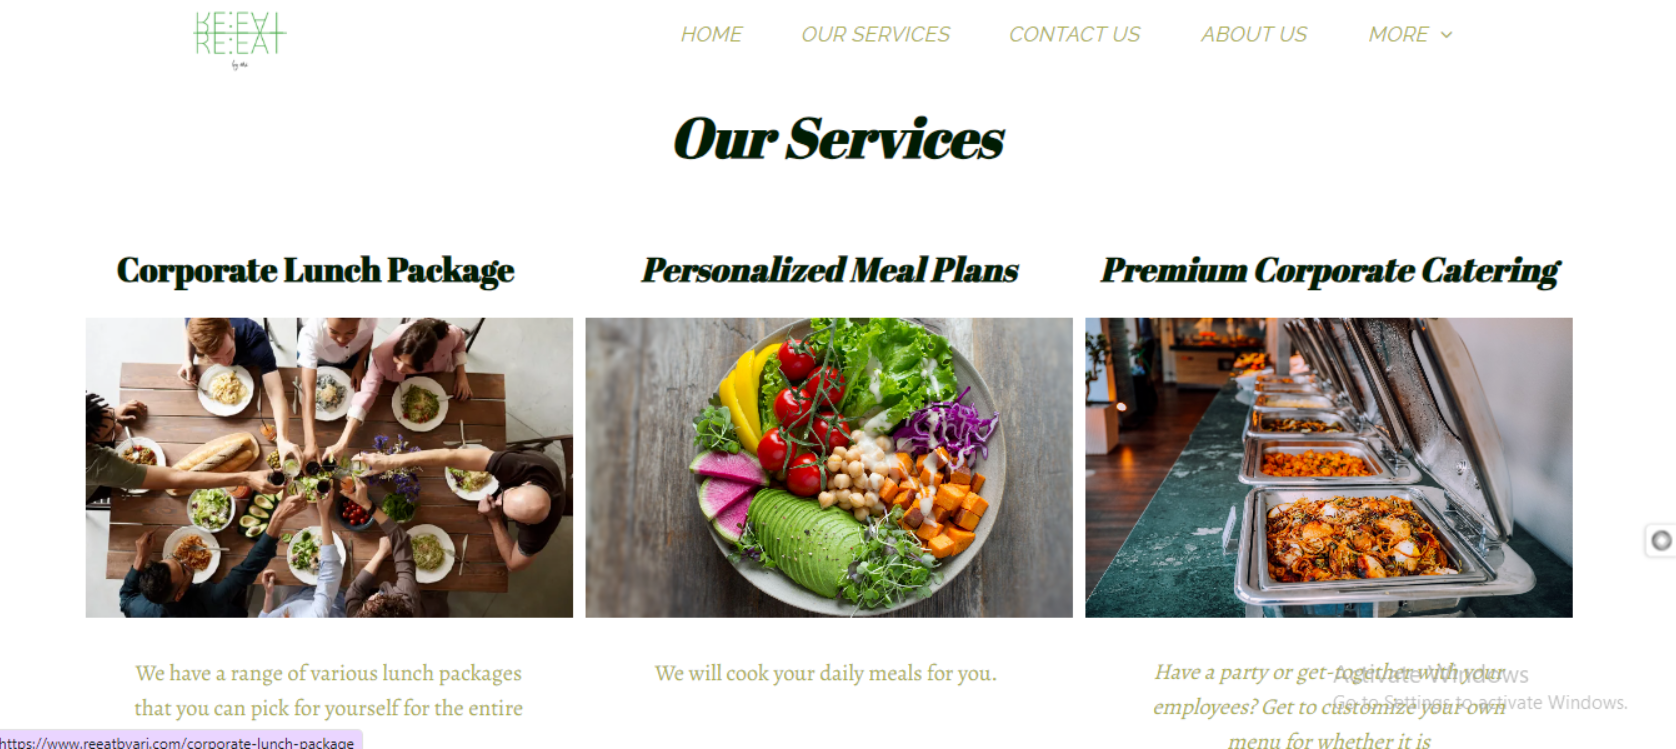 RE:EAT
RE:EAT
HOME OUR SERVICES CONTACT US ABOUT US MORE
Our Services
Corporate Lunch Package
Personalized Meal Plans
Premium Corporate Catering
We have a range of various lunch packages
that you can pick for yourself for the entire
We will cook your daily meals for you.
Have a party or get-together with your
employees? Get to customize your own
menu for whether it is
Activate Windows
Go to Settings to activate Windows.
https://www.reeatbyari.com/corporate-lunch-package